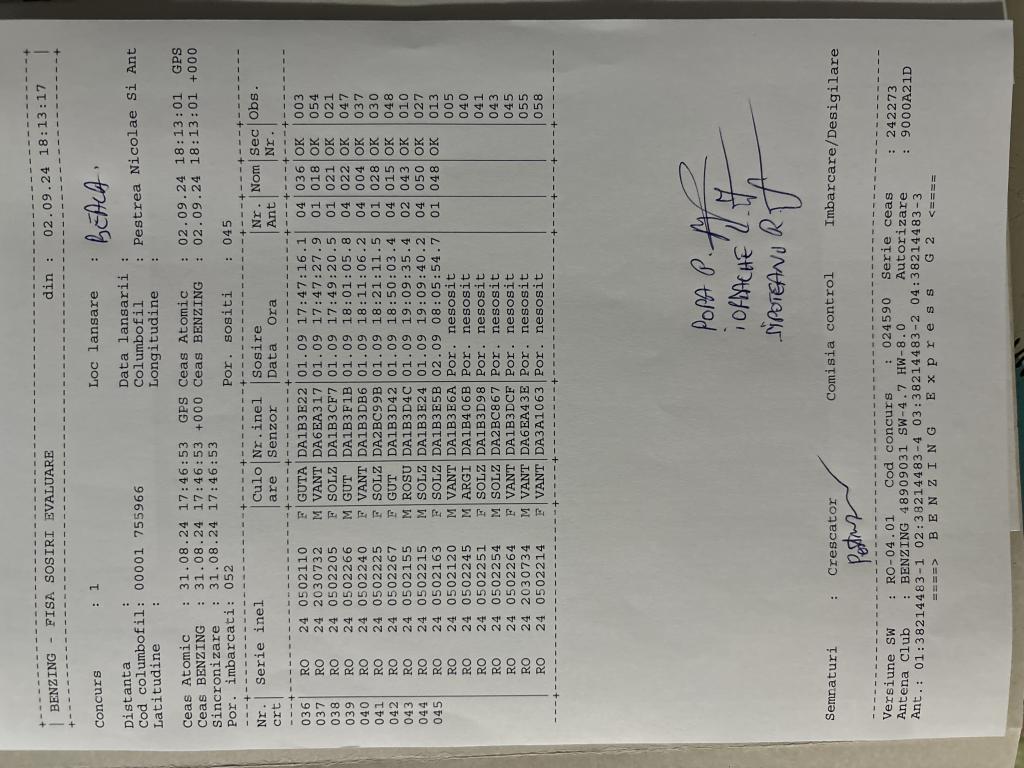 | BENZING - FISA SOSIRI EVALUARE din : 02.09.24 18:13:17 |
Concurs : 1 Loc lansare : BEACA,
Distanta : Data lansarii :
Cod columbofil: 00001 755966 Columbofil : Pestrea Nicolae Si Ant
Latitudine : Longitudine :
Ceas Atomic : 31.08.24 17:46:53 GPS Ceas Atomic : 02.09.24 18:13:01 GPS
Ceas BENZING : 31.08.24 17:46:53 +000 Ceas BENZING : 02.09.24 18:13:01 +000
Sincronizare : 31.08.24 17:46:53
Por. imbarcati: 052 Por. sositi : 045
Nr. | Serie inel |Culo |Nr.inel |Sosire |Nr. |Nom |Sec |Obs.
crt | |are |Senzor |Data Ora |Ant | |Nr. |
036 | RO 24 0502110 F |GUTA |DA1B3E22 |01.09 17:47:16.1 | 04 |036 |OK | 003
037 | RO 24 2030732 M |VANT |DA6EA317 |01.09 17:47:27.9 | 01 |018 |OK | 054
038 | RO 24 0502205 F |SOLZ |DA1B3CF7 |01.09 17:49:20.5 | 01 |021 |OK | 021
039 | RO 24 0502266 M |GUT |DA1B3F1B |01.09 18:01:05.8 | 04 |022 |OK | 047
040 | RO 24 0502240 F |VANT |DA1B3DB6 |01.09 18:11:06.2 | 04 |004 |OK | 037
041 | RO 24 0502225 F |SOLZ |DA2BC99B |01.09 18:21:11.5 | 01 |028 |OK | 030
042 | RO 24 0502267 F |GUT |DA1B3D42 |01.09 18:50:03.4 | 04 |015 |OK | 048
043 | RO 24 0502155 M |ROSU |DA1B3D4C |01.09 19:09:35.4 | 02 |043 |OK | 010
044 | RO 24 0502215 M |SOLZ |DA1B3E24 |01.09 19:09:40.2 | 04 |050 |OK | 027
045 | RO 24 0502163 M |SOLZ |DA1B3E5B |02.09 08:05:54.7 | 01 |048 |OK | 013
RO 24 0502120 M |VANT |DA1B3E6A |Por. nesosit 005
RO 24 0502245 M |ARGI |DA1B406B |Por. nesosit 040
RO 24 0502251 F |SOLZ |DA1B3D98 |Por. nesosit 041
RO 24 0502254 M |SOLZ |DA2BC867 |Por. nesosit 043
RO 24 0502264 F |VANT |DA1B3DCF |Por. nesosit 045
RO 24 2030734 M |VANT |DA6EA43E |Por. nesosit 055
RO 24 0502214 F |VANT |DA3A1063 |Por. nesosit 058
POPA P.
IORDACHE
SIPOTEANU R.
Semnaturi : Crescator Comisia control Imbarcare/Desigilare
Versiune SW : RO-04.01 Cod concurs : 024590 Serie ceas : 242273
Antena Club : BENZING 48909031 SW-4.7 HW-8.0 Autorizare : 9000A21D
Ant.: 01:38214483-1 02:38214483-4 03:38214483-2 04:38214483-3
====> B E N Z I N G E x p r e s s G 2 <====